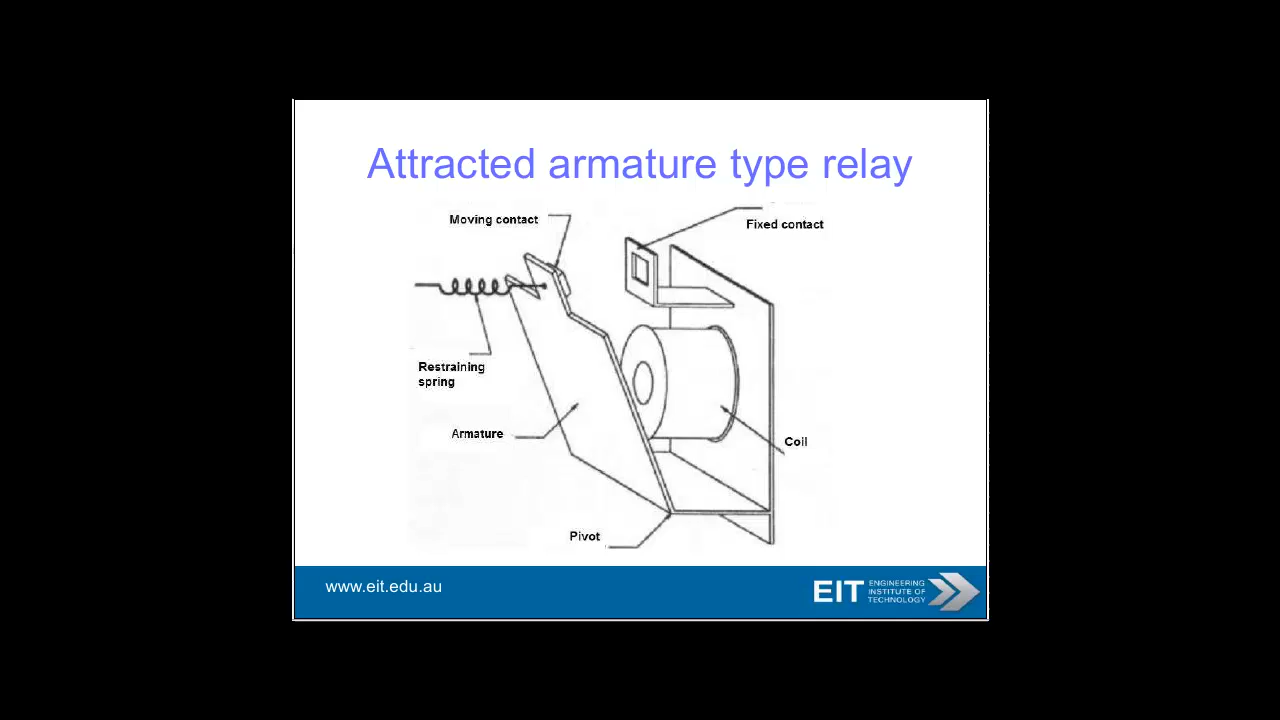 Attracted armature type relay
Moving contact
Fixed contact
Restraining
spring
Armature
Coil
Pivot
www.eit.edu.au
EIT
ENGINEERING
INSTITUTE OF
TECHNOLOGY